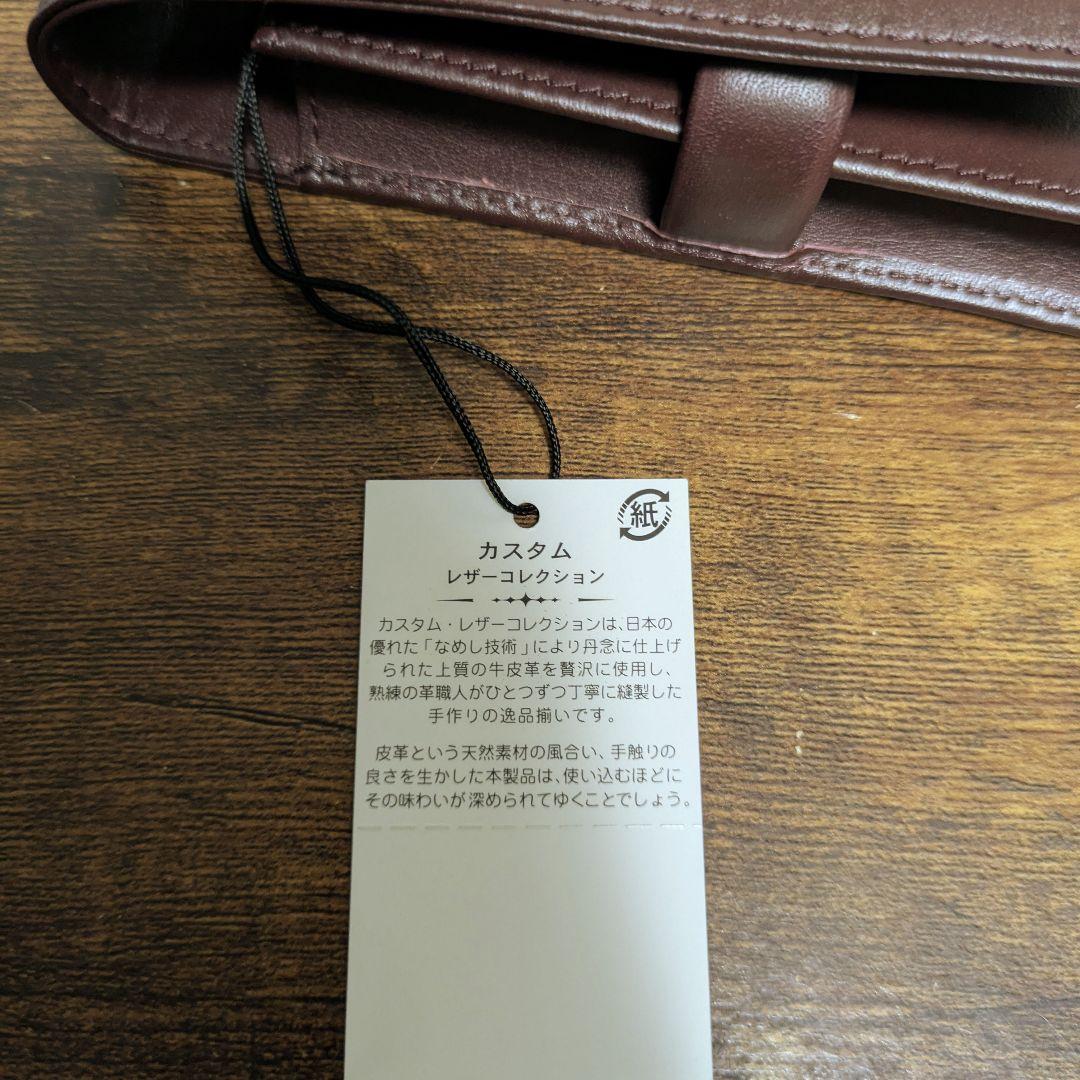 紙
カスタム
レザーコレクション
カスタム・レザーコレクションは、日本の
優れた「なめし技術」により丹念に仕上げ
られた上質の牛皮革を贅沢に使用し、
熟練の革職人がひとつずつ丁寧に縫製した
手作りの逸品揃いです。
皮革という天然素材の風合い、手触りの
良さを生かした本製品は、使い込むほどに
その味わいが深められてゆくことでしょう。